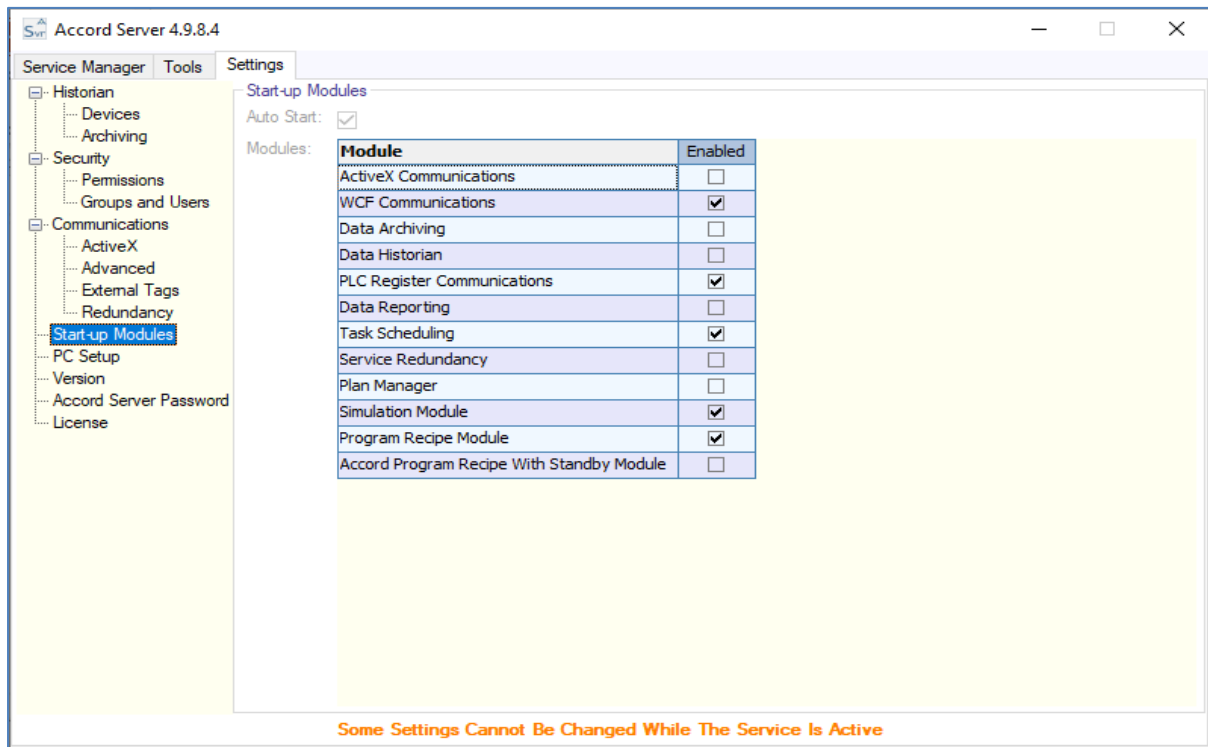 Svr Accord Server 4.9.8.4
Service Manager Tools Settings
Historian
Devices
Archiving
Security
Permissions
Groups and Users
Communications
ActiveX
Advanced
External Tags
Redundancy
Start-up Modules
PC Setup
Version
Accord Server Password
License
Start-up Modules
Auto Start:
Modules:
Module Enabled
ActiveX Communications
WCF Communications
Data Archiving
Data Historian
PLC Register Communications
Data Reporting
Task Scheduling
Service Redundancy
Plan Manager
Simulation Module
Program Recipe Module
Accord Program Recipe With Standby Module
Some Settings Cannot Be Changed While The Service Is Active